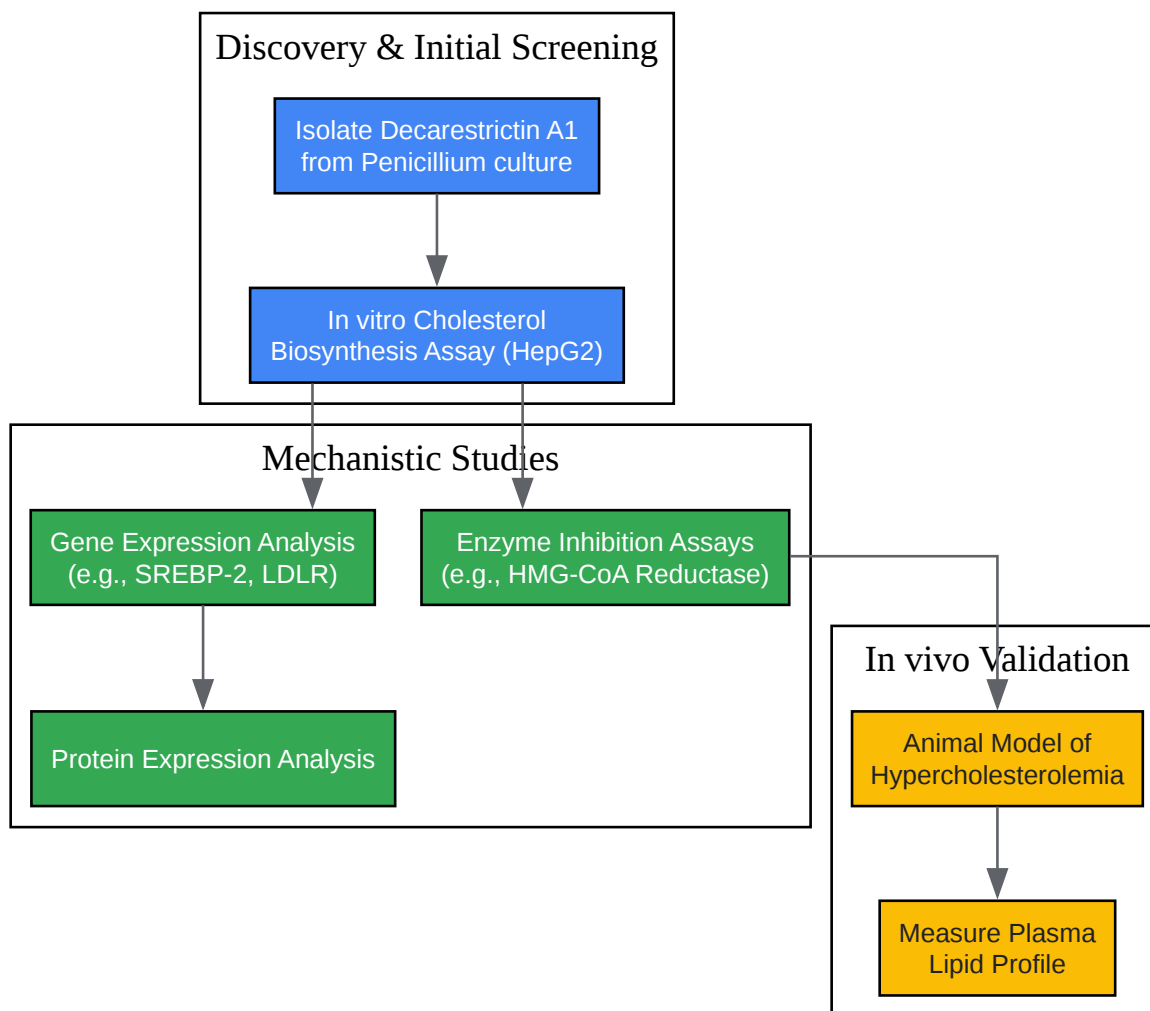 Discovery & Initial Screening
Isolate Decarestrictin A1
from Penicillium culture
In vitro Cholesterol
Biosynthesis Assay (HepG2)
Mechanistic Studies
Gene Expression Analysis
(e.g., SREBP-2, LDLR)
Enzyme Inhibition Assays
(e.g., HMG-CoA Reductase)
Protein Expression Analysis
In vivo Validation
Animal Model of
Hypercholesterolemia
Measure Plasma
Lipid Profile